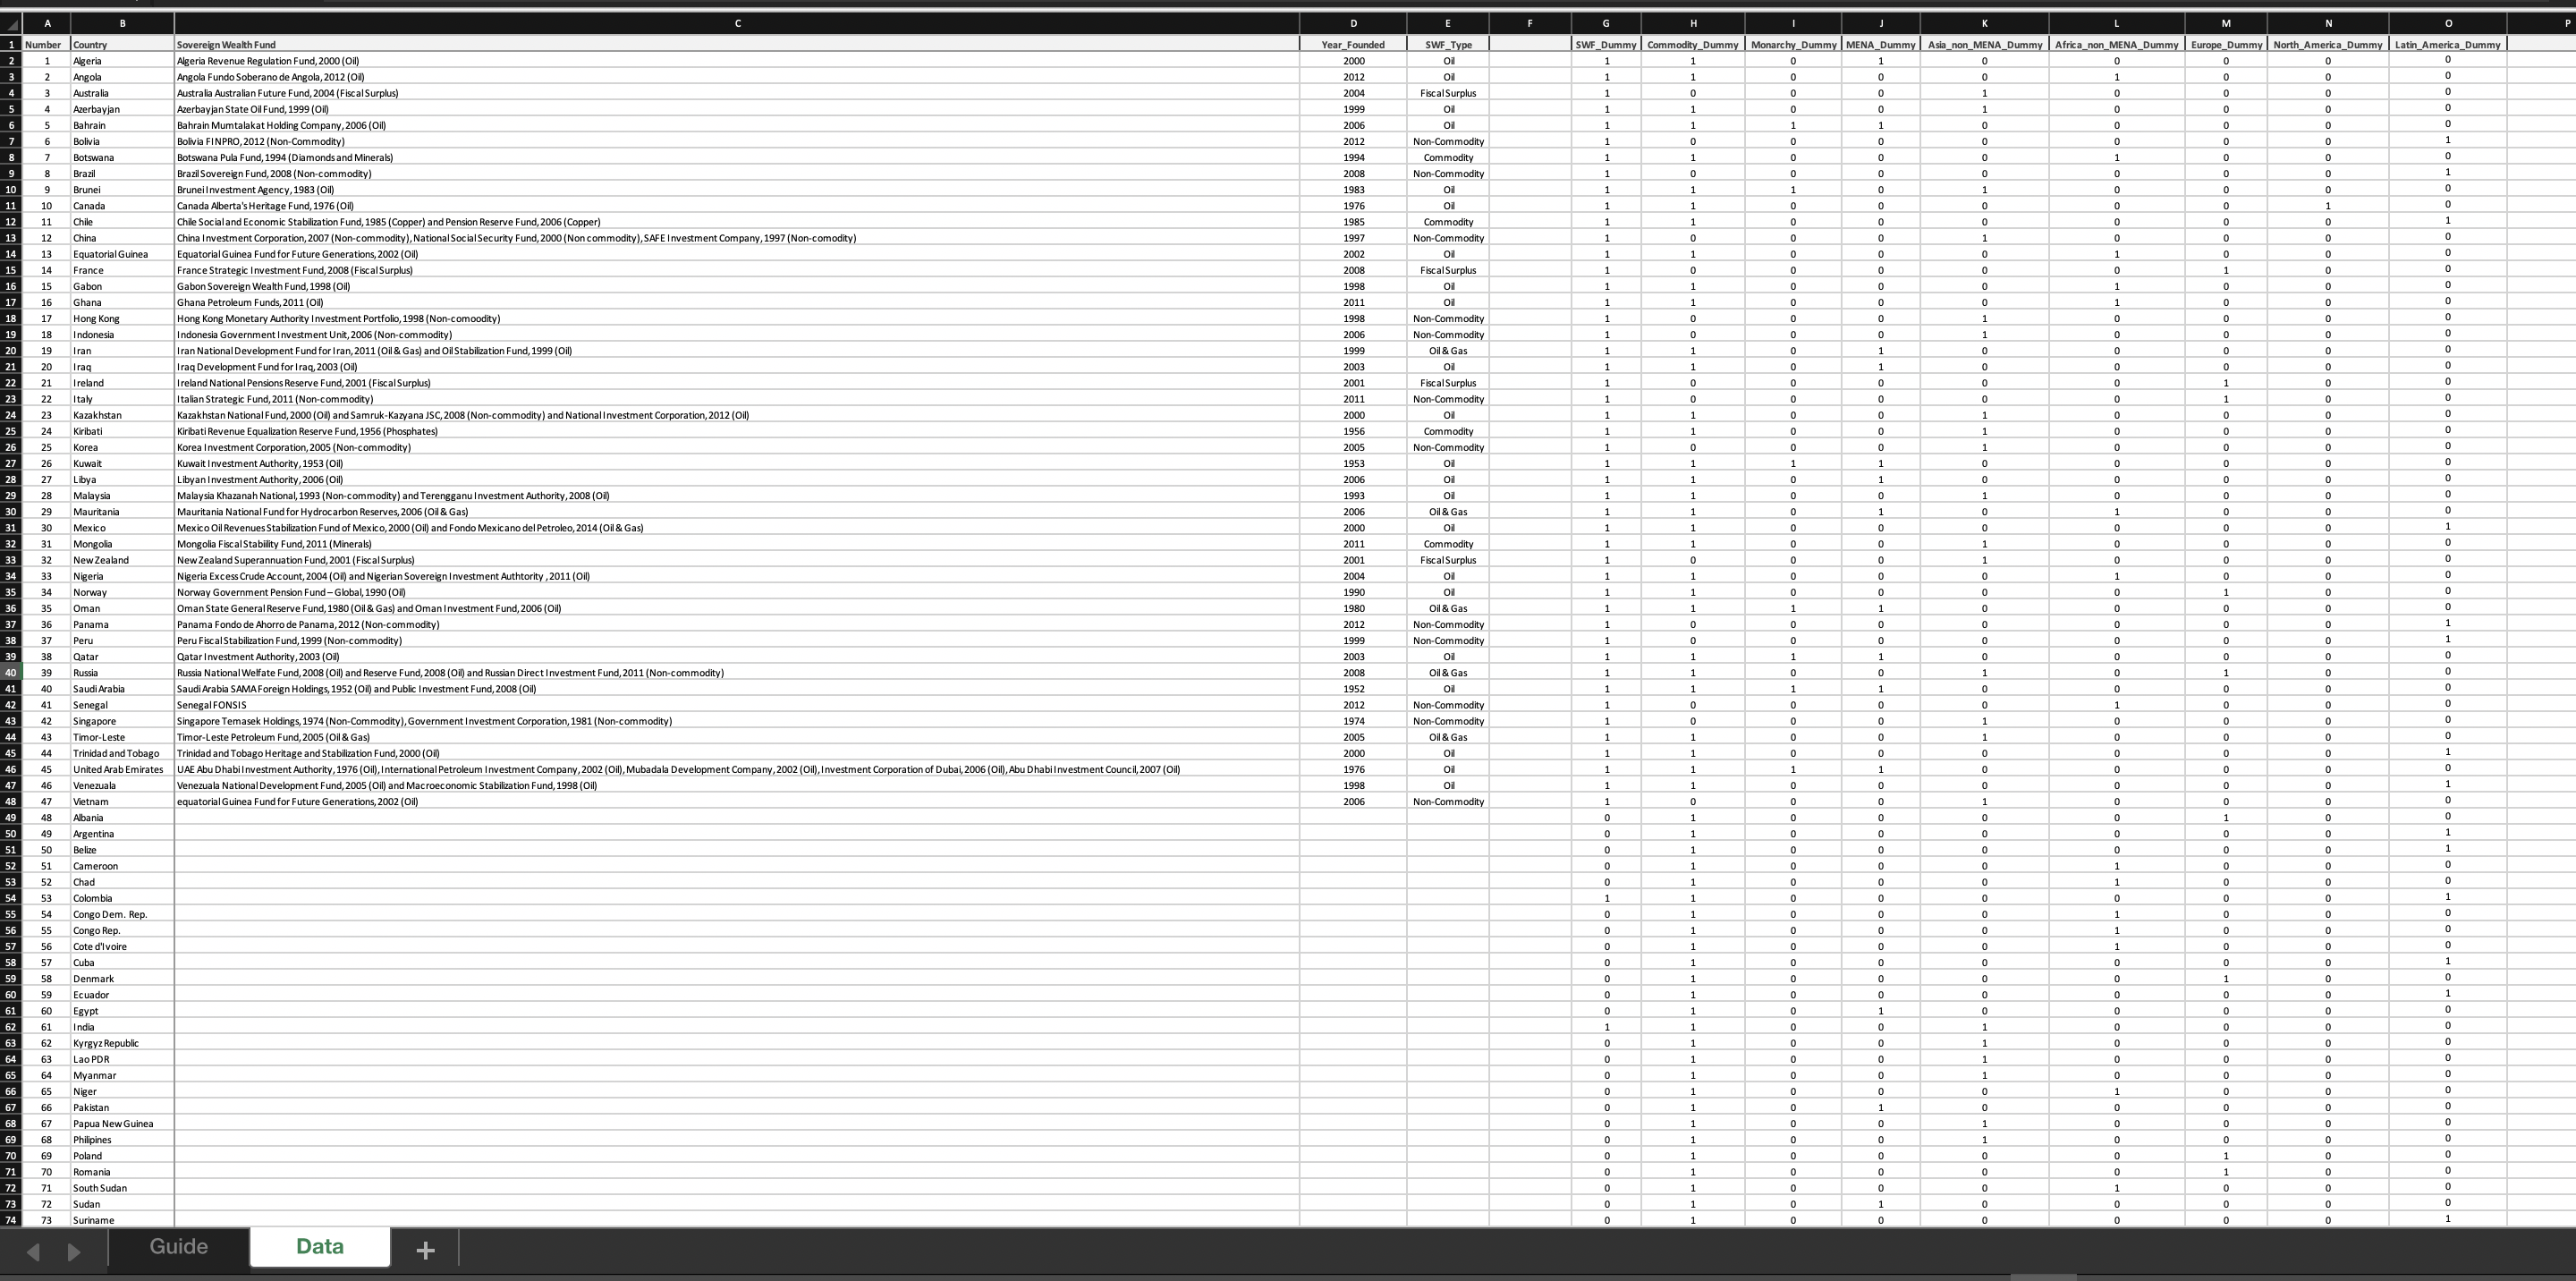 A B C D E F G H I J K L M N O P
1 Number Country Sovereign Wealth Fund Year_Founded SWF_Type SWF_Dummy Commodity_Dummy Monarchy_Dummy MENA_Dummy Asia_non_MENA_Dummy Africa_non_MENA_Dummy Europe_Dummy North_America_Dummy Latin_America_Dummy
2 1 Algeria Algeria Revenue Regulation Fund, 2000 (Oil) 2000 Oil 1 1 0 1 0 0 0 0 0
3 2 Angola Angola Fundo Soberano de Angola, 2012 (Oil) 2012 Oil 1 1 0 0 0 1 0 0 0
4 3 Australia Australia Australian Future Fund, 2004 (Fiscal Surplus) 2004 Fiscal Surplus 1 0 0 0 1 0 0 0 0
5 4 Azerbayjan Azerbayjan State Oil Fund, 1999 (Oil) 1999 Oil 1 1 0 0 1 0 0 0 0
6 5 Bahrain Bahrain Mumtalakat Holding Company, 2006 (Oil) 2006 Oil 1 1 1 1 0 0 0 0 0
7 6 Bolivia Bolivia FINPRO, 2012 (Non-Commodity) 2012 Non-Commodity 1 0 0 0 0 0 0 0 1
8 7 Botswana Botswana Pula Fund, 1994 (Diamonds and Minerals) 1994 Commodity 1 1 0 0 0 1 0 0 0
9 8 Brazil Brazil Sovereign Fund, 2008 (Non-commodity) 2008 Non-Commodity 1 0 0 0 0 0 0 0 1
10 9 Brunei Brunei Investment Agency, 1983 (Oil) 1983 Oil 1 1 1 0 1 0 0 0 0
11 10 Canada Canada Alberta's Heritage Fund, 1976 (Oil) 1976 Oil 1 1 0 0 0 0 0 1 0
12 11 Chile Chile Social and Economic Stabilization Fund, 1985 (Copper) and Pension Reserve Fund, 2006 (Copper) 1985 Commodity 1 1 0 0 0 0 0 0 1
13 12 China China Investment Corporation, 2007 (Non-commodity), National Social Security Fund, 2000 (Non commodity), SAFE Investment Company, 1997 (Non-comodity) 1997 Non-Commodity 1 0 0 0 1 0 0 0 0
14 13 Equatorial Guinea Equatorial Guinea Fund for Future Generations, 2002 (Oil) 2002 Oil 1 1 0 0 0 1 0 0 0
15 14 France France Strategic Investment Fund, 2008 (Fiscal Surplus) 2008 Fiscal Surplus 1 0 0 0 0 0 1 0 0
16 15 Gabon Gabon Sovereign Wealth Fund, 1998 (Oil) 1998 Oil 1 1 0 0 0 1 0 0 0
17 16 Ghana Ghana Petroleum Funds, 2011 (Oil) 2011 Oil 1 1 0 0 0 1 0 0 0
18 17 Hong Kong Hong Kong Monetary Authority Investment Portfolio, 1998 (Non-comoodity) 1998 Non-Commodity 1 0 0 0 1 0 0 0 0
19 18 Indonesia Indonesia Government Investment Unit, 2006 (Non-commodity) 2006 Non-Commodity 1 0 0 0 1 0 0 0 0
20 19 Iran Iran National Development Fund for Iran, 2011 (Oil & Gas) and Oil Stabilization Fund, 1999 (Oil) 1999 Oil & Gas 1 1 0 1 0 0 0 0 0
21 20 Iraq Iraq Development Fund for Iraq, 2003 (Oil) 2003 Oil 1 1 0 1 0 0 0 0 0
22 21 Ireland Ireland National Pensions Reserve Fund, 2001 (Fiscal Surplus) 2001 Fiscal Surplus 1 0 0 0 0 0 1 0 0
23 22 Italy Italian Strategic Fund, 2011 (Non-commodity) 2011 Non-Commodity 1 0 0 0 0 0 1 0 0
24 23 Kazakhstan Kazakhstan National Fund, 2000 (Oil) and Samruk-Kazyana JSC, 2008 (Non-commodity) and National Investment Corporation, 2012 (Oil) 2000 Oil 1 1 0 0 1 0 0 0 0
25 24 Kiribati Kiribati Revenue Equalization Reserve Fund, 1956 (Phosphates) 1956 Commodity 1 1 0 0 1 0 0 0 0
26 25 Korea Korea Investment Corporation, 2005 (Non-commodity) 2005 Non-Commodity 1 0 0 0 1 0 0 0 0
27 26 Kuwait Kuwait Investment Authority, 1953 (Oil) 1953 Oil 1 1 1 1 0 0 0 0 0
28 27 Libya Libyan Investment Authority, 2006 (Oil) 2006 Oil 1 1 0 1 0 0 0 0 0
29 28 Malaysia Malaysia Khazanah National, 1993 (Non-commodity) and Terengganu Investment Authority, 2008 (Oil) 1993 Oil 1 1 0 0 1 0 0 0 0
30 29 Mauritania Mauritania National Fund for Hydrocarbon Reserves, 2006 (Oil & Gas) 2006 Oil & Gas 1 1 0 1 0 1 0 0 0
31 30 Mexico Mexico Oil Revenues Stabilization Fund of Mexico, 2000 (Oil) and Fondo Mexicano del Petroleo, 2014 (Oil & Gas) 2000 Oil 1 1 0 0 0 0 0 0 1
32 31 Mongolia Mongolia Fiscal Stability Fund, 2011 (Minerals) 2011 Commodity 1 1 0 0 1 0 0 0 0
33 32 New Zealand New Zealand Superannuation Fund, 2001 (Fiscal Surplus) 2001 Fiscal Surplus 1 0 0 0 1 0 0 0 0
34 33 Nigeria Nigeria Excess Crude Account, 2004 (Oil) and Nigerian Sovereign Investment Authtority , 2011 (Oil) 2004 Oil 1 1 0 0 0 1 0 0 0
35 34 Norway Norway Government Pension Fund – Global, 1990 (Oil) 1990 Oil 1 1 0 0 0 0 1 0 0
36 35 Oman Oman State General Reserve Fund, 1980 (Oil & Gas) and Oman Investment Fund, 2006 (Oil) 1980 Oil & Gas 1 1 1 1 0 0 0 0 0
37 36 Panama Panama Fondo de Ahorro de Panama, 2012 (Non-commodity) 2012 Non-Commodity 1 0 0 0 0 0 0 0 1
38 37 Peru Peru Fiscal Stabilization Fund, 1999 (Non-commodity) 1999 Non-Commodity 1 0 0 0 0 0 0 0 1
39 38 Qatar Qatar Investment Authority, 2003 (Oil) 2003 Oil 1 1 1 1 0 0 0 0 0
40 39 Russia Russia National Welfare Fund, 2008 (Oil) and Reserve Fund, 2008 (Oil) and Russian Direct Investment Fund, 2011 (Non-commodity) 2008 Oil & Gas 1 1 0 0 1 0 1 0 0
41 40 Saudi Arabia Saudi Arabia SAMA Foreign Holdings, 1952 (Oil) and Public Investment Fund, 2008 (Oil) 1952 Oil 1 1 1 1 0 0 0 0 0
42 41 Senegal Senegal FONSIS 2012 Non-Commodity 1 0 0 0 0 1 0 0 0
43 42 Singapore Singapore Temasek Holdings, 1974 (Non-Commodity), Government Investment Corporation, 1981 (Non-commodity) 1974 Non-Commodity 1 0 0 0 1 0 0 0 0
44 43 Timor-Leste Timor-Leste Petroleum Fund, 2005 (Oil & Gas) 2005 Oil & Gas 1 1 0 0 1 0 0 0 0
45 44 Trinidad and Tobago Trinidad and Tobago Heritage and Stabilization Fund, 2000 (Oil) 2000 Oil 1 1 0 0 0 0 0 0 1
46 45 United Arab Emirates UAE Abu Dhabi Investment Authority, 1976 (Oil), International Petroleum Investment Company, 2002 (Oil), Mubadala Development Company, 2002 (Oil), Investment Corporation of Dubai, 2006 (Oil), Abu Dhabi Investment Council, 2007 (Oil) 1976 Oil 1 1 1 1 0 0 0 0 0
47 46 Venezuala Venezuala National Development Fund, 2005 (Oil) and Macroeconomic Stabilization Fund, 1998 (Oil) 1998 Oil 1 1 0 0 0 0 0 0 1
48 47 Vietnam equatorial Guinea Fund for Future Generations, 2002 (Oil) 2006 Non-Commodity 1 0 0 0 1 0 0 0 0
49 48 Albania 0 1 0 0 0 0 1 0 0
50 49 Argentina 0 1 0 0 0 0 0 0 1
51 50 Belize 0 1 0 0 0 0 0 0 1
52 51 Cameroon 0 1 0 0 0 1 0 0 0
53 52 Chad 0 1 0 0 0 1 0 0 0
54 53 Colombia 1 1 0 0 0 0 0 0 1
55 54 Congo Dem. Rep. 0 1 0 0 0 1 0 0 0
56 55 Congo Rep. 0 1 0 0 0 1 0 0 0
57 56 Cote d'Ivoire 0 1 0 0 0 1 0 0 0
58 57 Cuba 0 1 0 0 0 0 0 0 1
59 58 Denmark 0 1 0 0 0 0 1 0 0
60 59 Ecuador 0 1 0 0 0 0 0 0 1
61 60 Egypt 0 1 0 1 0 0 0 0 0
62 61 India 1 1 0 0 1 0 0 0 0
63 62 Kyrgyz Republic 0 1 0 0 1 0 0 0 0
64 63 Lao PDR 0 1 0 0 1 0 0 0 0
65 64 Myanmar 0 1 0 0 1 0 0 0 0
66 65 Niger 0 1 0 0 0 1 0 0 0
67 66 Pakistan 0 1 0 1 0 0 0 0 0
68 67 Papua New Guinea 0 1 0 0 1 0 0 0 0
69 68 Philipines 0 1 0 0 1 0 0 0 0
70 69 Poland 0 1 0 0 0 0 1 0 0
71 70 Romania 0 1 0 0 0 0 1 0 0
72 71 South Sudan 0 1 0 0 0 1 0 0 0
73 72 Sudan 0 1 0 1 0 0 0 0 0
74 73 Suriname 0 1 0 0 0 0 0 0 1
Guide Data +